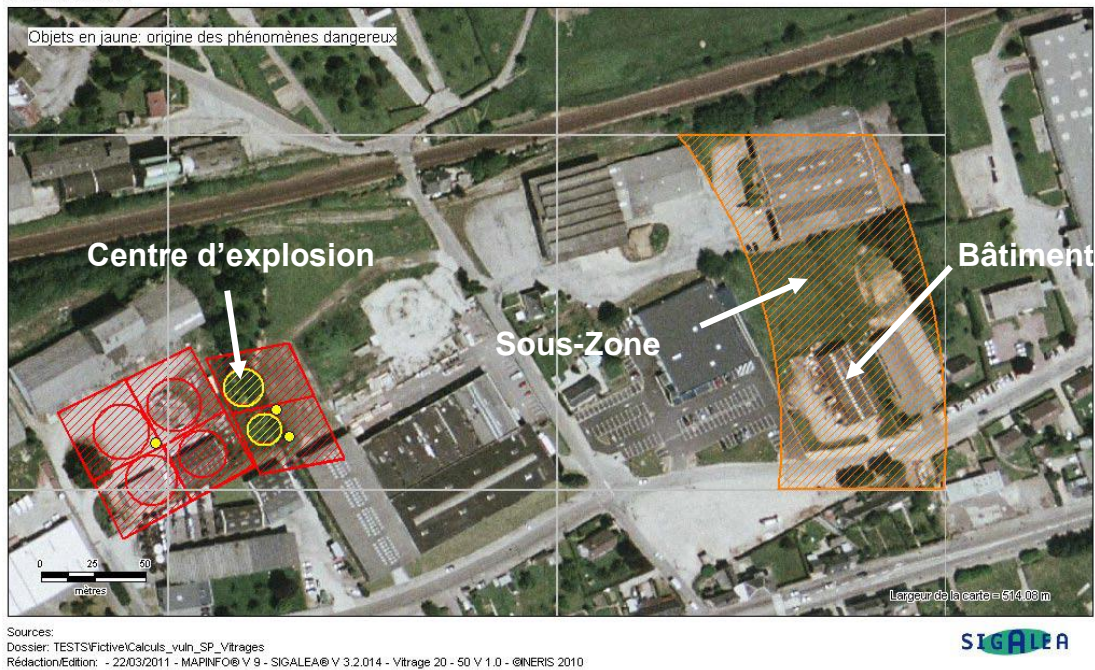 Objets en jaune: origine des phénomènes dangereux
Centre d'explosion
Bâtiment
Sous-Zone
0 25 50
mètres
Largeur de la carte = 514.08 m
Sources:
Dossier: TESTS\Fictive\Calculs_vuln_SP_Vitrages
Rédaction/Edition: - 22/03/2011 - MAPINFO® V 9 - SIGALEA® V 3.2.014 - Vitrage 20 - 50 V 1.0 - ©INERIS 2010
SIGALEA